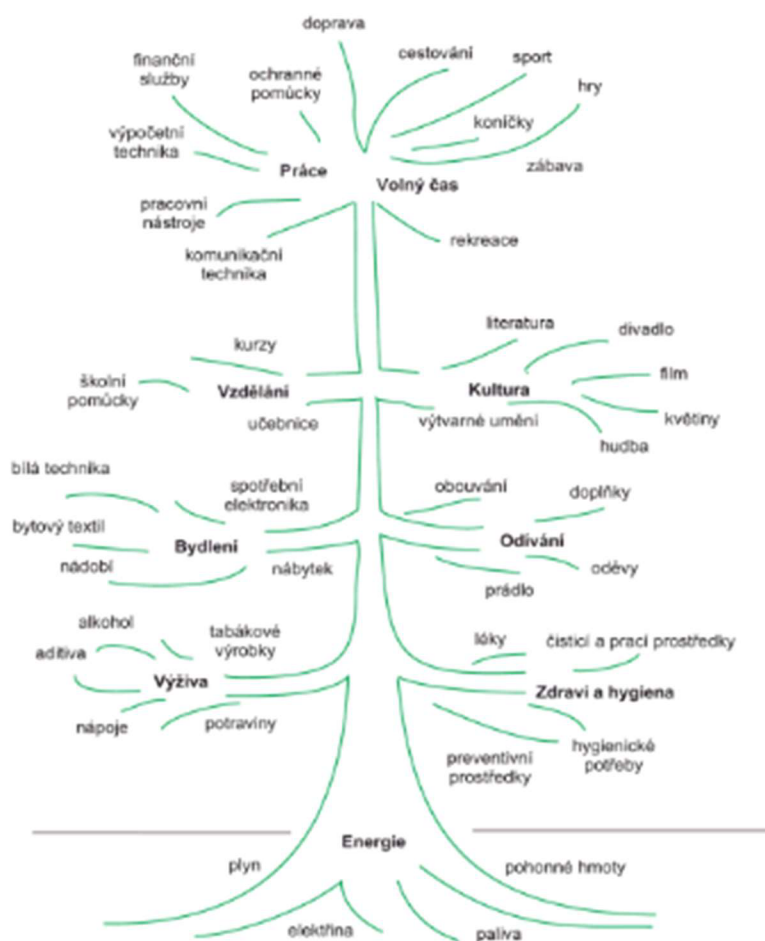 doprava
finanční
služby
ochranné
pomůcky
cestování
sport
hry
výpočetní
technika
koníčky
Práce
Volný čas
zábava
pracovní
nástroje
komunikační
technika
rekreace
literatura
divadlo
kurzy
školní
pomůcky
Vzdělání
učebnice
Kultura
film
výtvarné umění
květiny
hudba
bílá technika
spotřební
elektronika
obouvání
doplňky
bytový textil
Bydlení
Odívání
nádobí
nábytek
prádlo
oděvy
alkohol
tabákové
výrobky
léky
čisticí a prací prostředky
aditiva
Výživa
Zdraví a hygiena
nápoje
potraviny
preventivní
prostředky
hygienické
potřeby
Energie
plyn
pohonné hmoty
elektřina
paliva